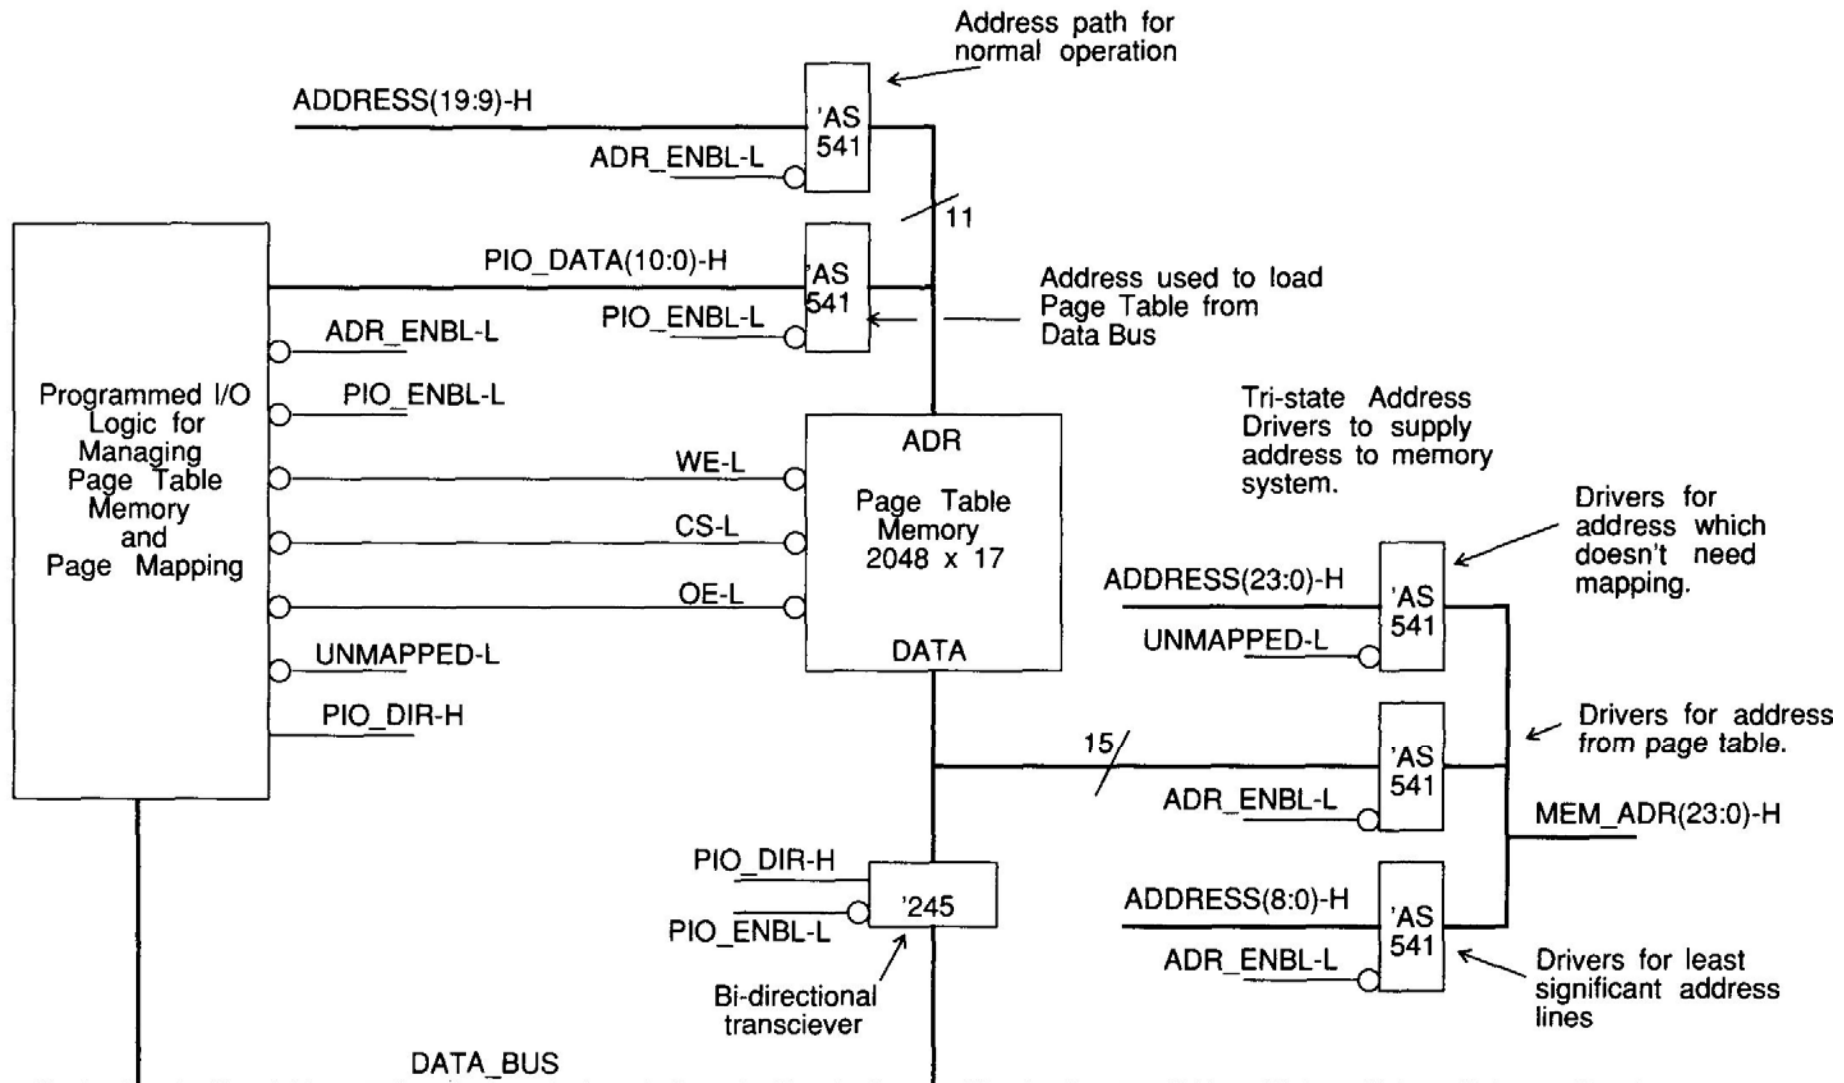 Address path for
normal operation
ADDRESS(19:9)-H
'AS
541
ADR_ENBL-L
11
PIO_DATA(10:0)-H
'AS
541
PIO_ENBL-L
Address used to load
Page Table from
Data Bus
Programmed I/O
Logic for
Managing
Page Table
Memory
and
Page Mapping
ADR_ENBL-L
PIO_ENBL-L
WE-L
CS-L
OE-L
UNMAPPED-L
PIO_DIR-H
ADR
Page Table
Memory
2048 x 17
DATA
Tri-state Address
Drivers to supply
address to memory
system.
Drivers for
address which
doesn't need
mapping.
ADDRESS(23:0)-H
'AS
541
UNMAPPED-L
15
'AS
541
ADR_ENBL-L
Drivers for address
from page table.
MEM_ADR(23:0)-H
PIO_DIR-H
'245
PIO_ENBL-L
Bi-directional
transciever
ADDRESS(8:0)-H
'AS
541
ADR_ENBL-L
Drivers for least
significant address
lines
DATA_BUS